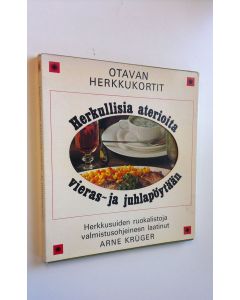 OTAVAN
HERKKUKORTIT
Herkullisia aterioita
vieras- ja juhlapöytään
Herkkusuiden ruokalistoja
valmistusohjeineen laatinut
ARNE KRÜGER